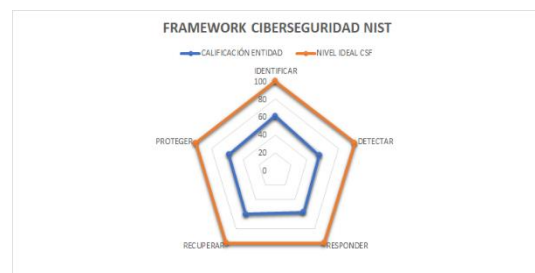 FRAMEWORK CIBERSEGURIDAD NIST
CALIFICACIÓN ENTIDAD NIVEL IDEAL CSF
IDENTIFICAR
100
80
60
40
20
0
PROTEGER
DETECTAR
RECUPERAR
RESPONDER